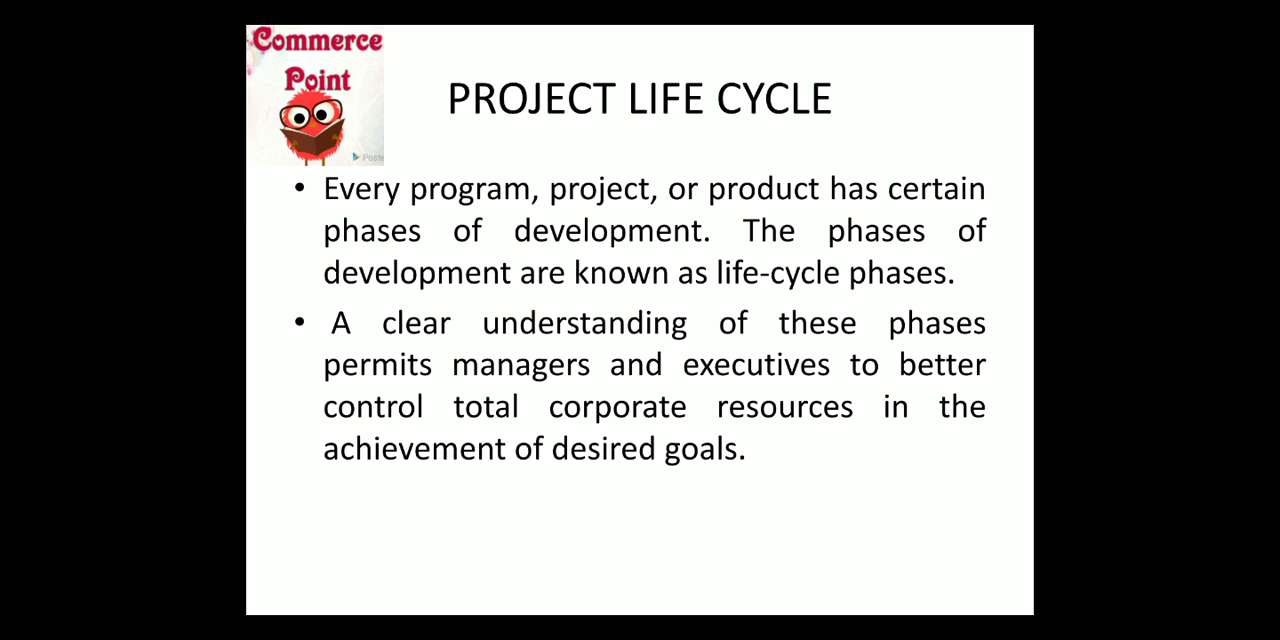 Commerce
Point
Poste
PROJECT LIFE CYCLE
• Every program, project, or product has certain
phases of development. The phases of
development are known as life-cycle phases.
• A clear understanding of these phases
permits managers and executives to better
control total corporate resources in the
achievement of desired goals.